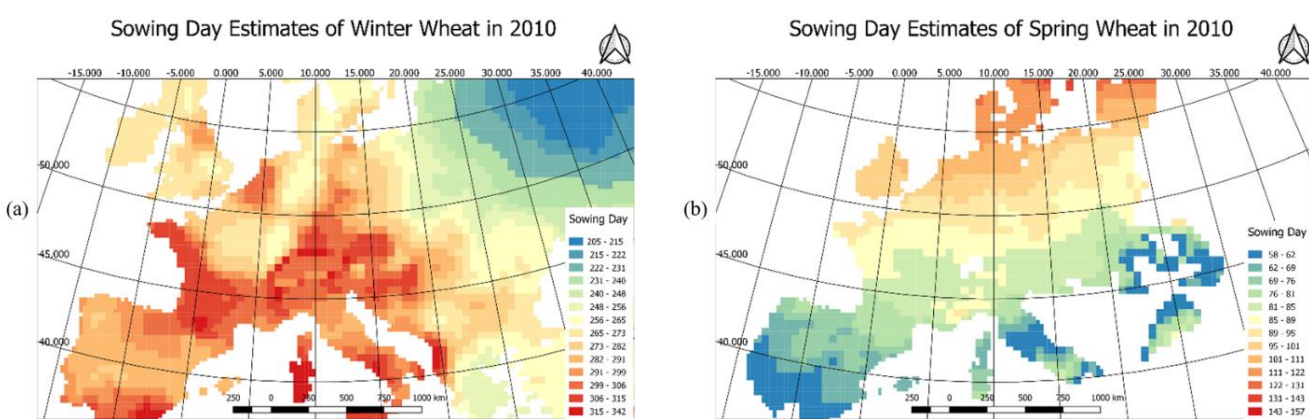 Sowing Day Estimates of Winter Wheat in 2010
-15.000 -10.000 -5.000 0.000 5.000 10.000 15.000 20.000 25.000 30.000 35.000 40.000
50.000
45.000
40.000
(a)
Sowing Day
205 - 215
215 - 222
222 - 231
231 - 240
240 - 248
248 - 256
256 - 265
265 - 273
273 - 282
282 - 291
291 - 299
299 - 306
306 - 315
315 - 342
250 0 250 500 750 1000 km
Sowing Day Estimates of Spring Wheat in 2010
-15.000 -10.000 -5.000 0.000 5.000 10.000 15.000 20.000 25.000 30.000 35.000 40.000
50.000
45.000
40.000
(b)
Sowing Day
58 - 62
62 - 69
69 - 76
76 - 81
81 - 85
85 - 89
89 - 95
95 - 101
101 - 111
111 - 122
122 - 131
131 - 143
143 - 157
250 0 250 500 750 1000 km